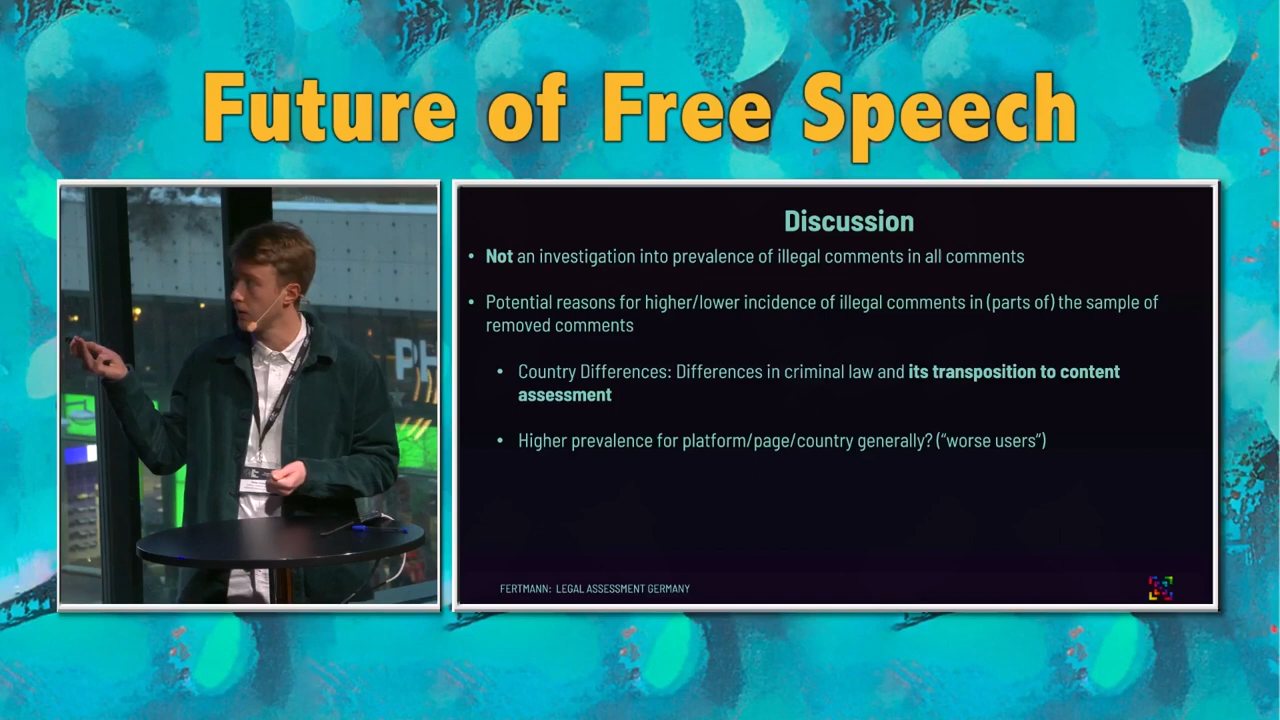 Future of Free Speech
PH
Discussion
• Not an investigation into prevalence of illegal comments in all comments
• Potential reasons for higher/lower incidence of illegal comments in (parts of) the sample of
removed comments
• Country Differences: Differences in criminal law and its transposition to content
assessment
• Higher prevalence for platform/page/country generally? (“worse users“)
FERTMANN: LEGAL ASSESSMENT GERMANY